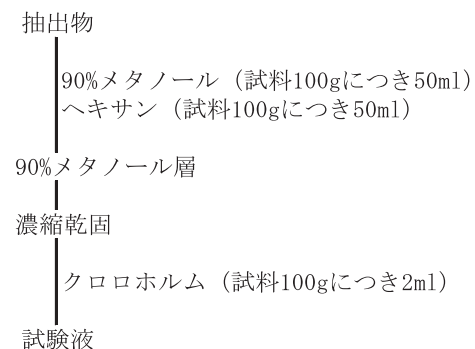 抽出物
90%メタノール（試料100gにつき50ml）
ヘキサン（試料100gにつき50ml）
90%メタノール層
濃縮乾固
クロロホルム（試料100gにつき2ml）
試験液